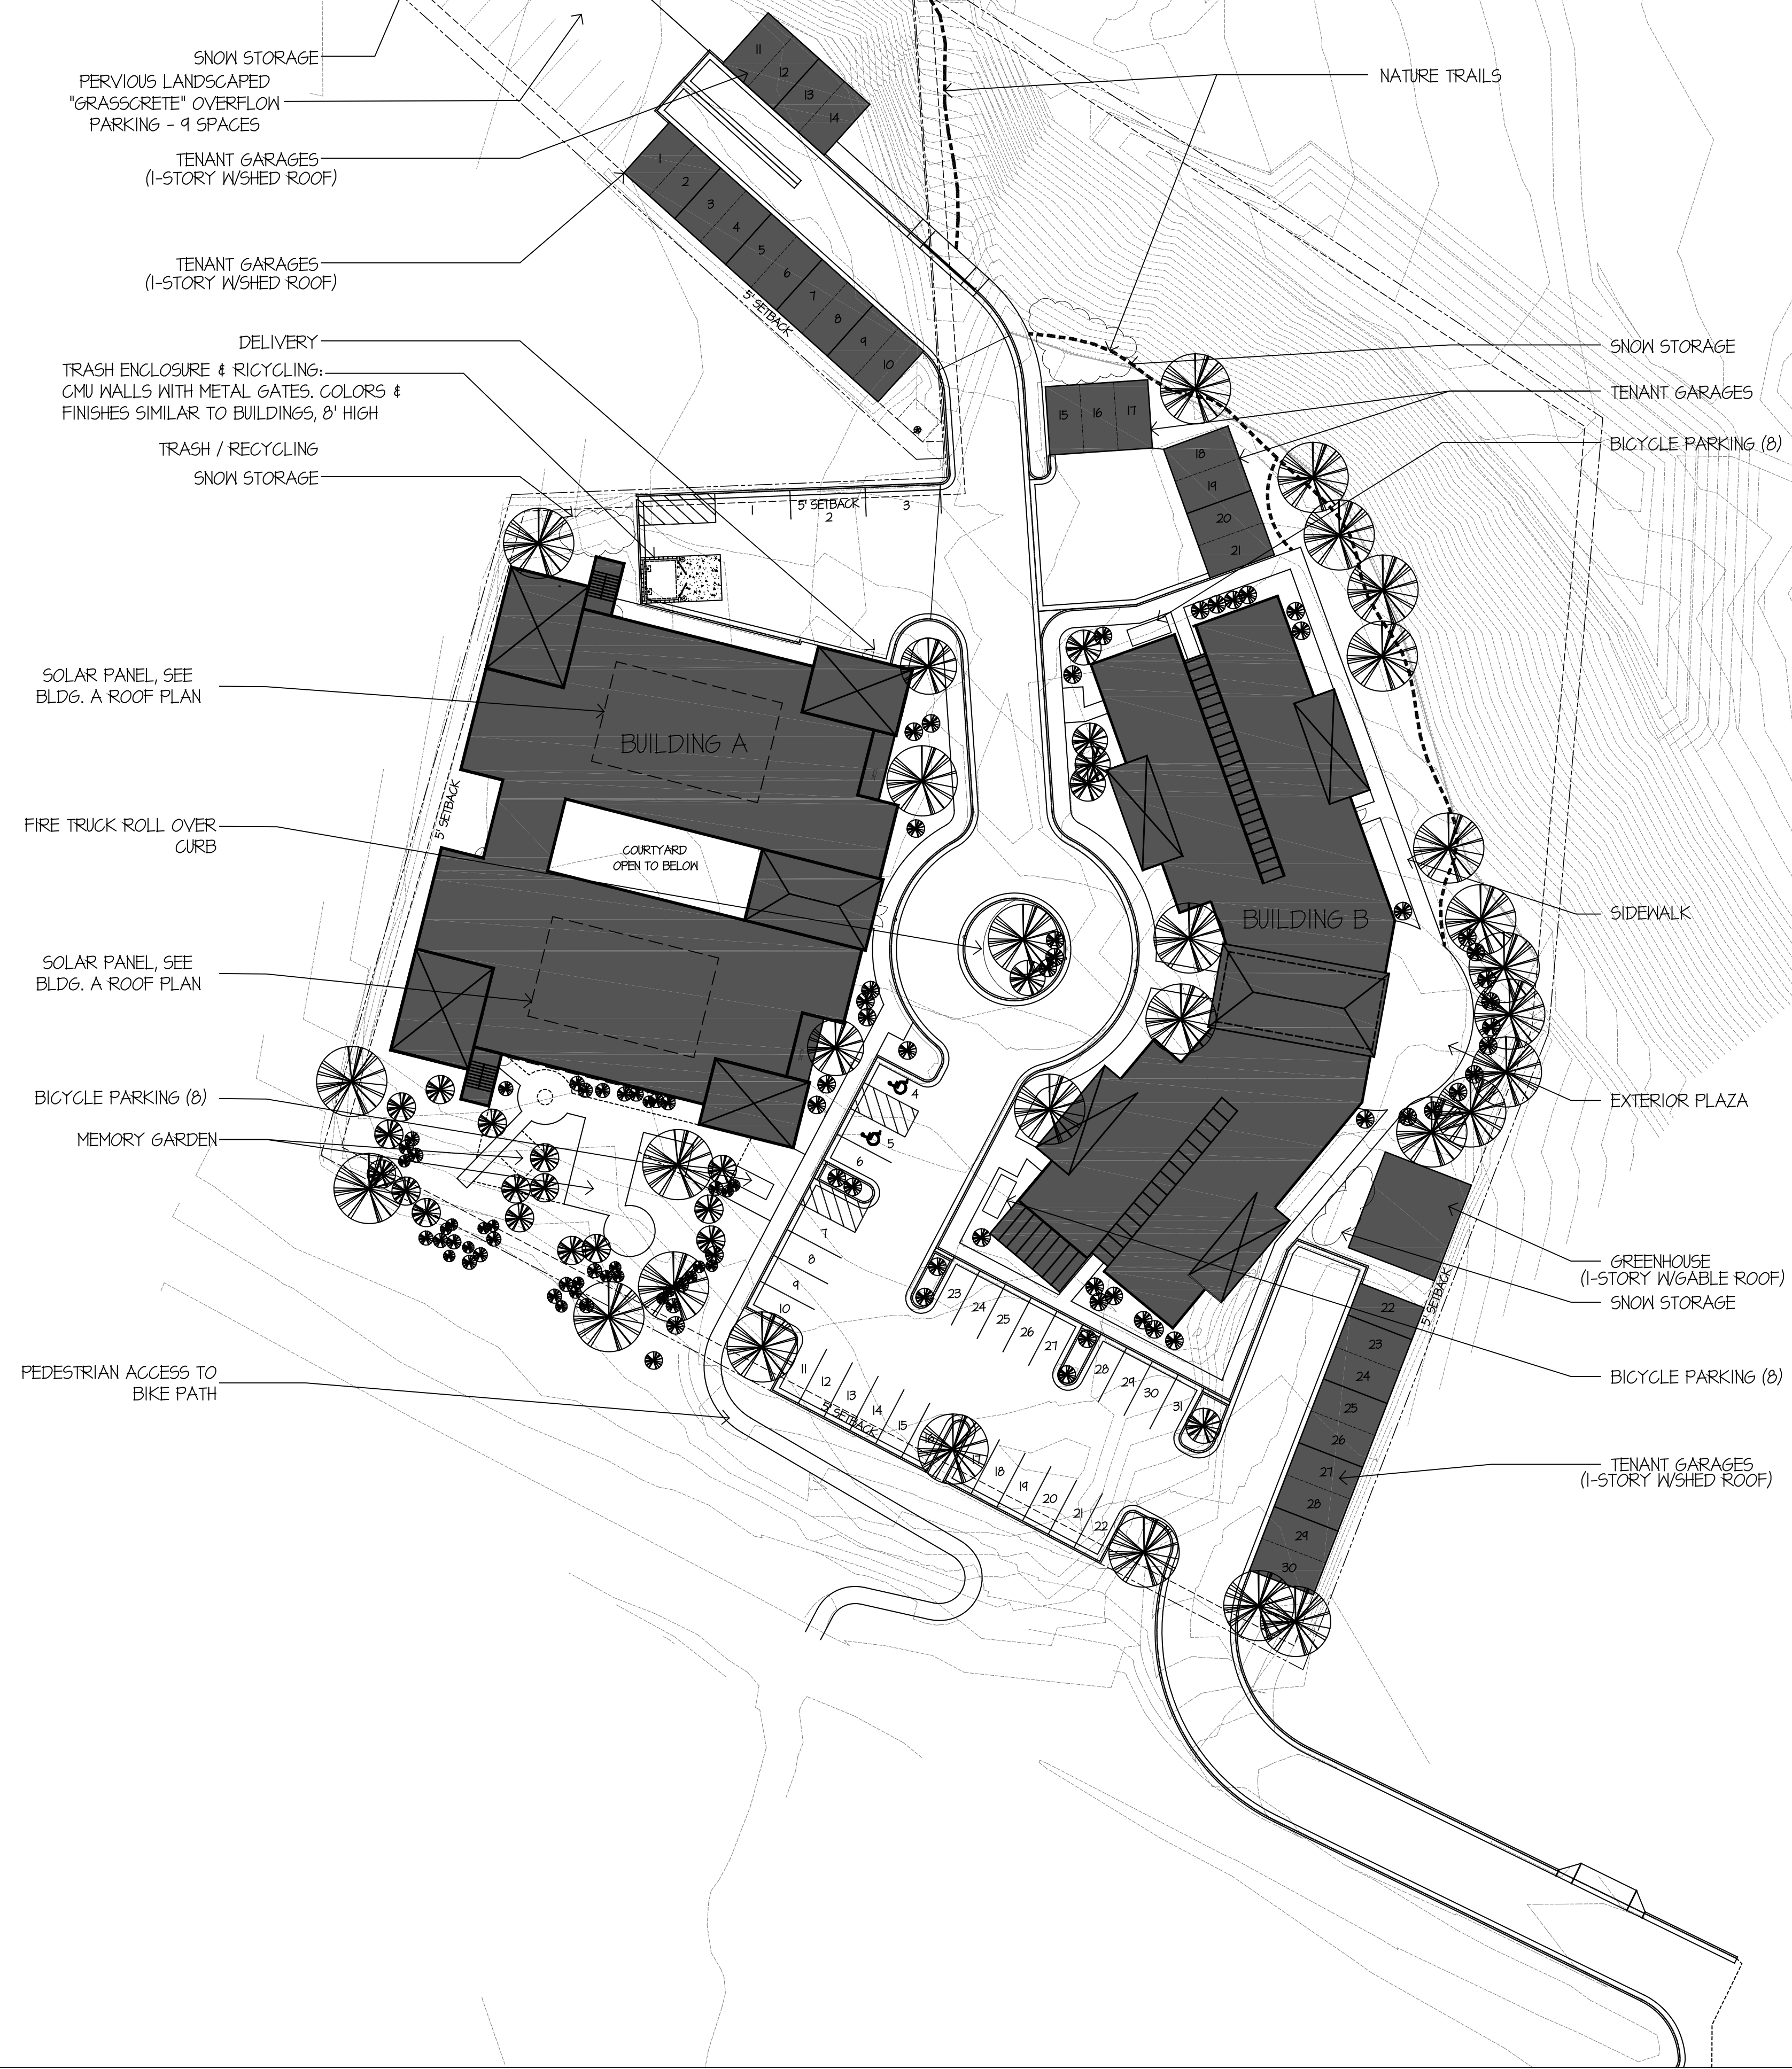 SNOW STORAGE
PERVIOUS LANDSCAPED
"GRASSCRETE" OVERFLOW
PARKING - 9 SPACES
TENANT GARAGES
(1-STORY W/SHED ROOF)
TENANT GARAGES
(1-STORY W/SHED ROOF)
DELIVERY
TRASH ENCLOSURE & RICYCLING:
CMU WALLS WITH METAL GATES. COLORS &
FINISHES SIMILAR TO BUILDINGS, 8' HIGH
TRASH / RECYCLING
SNOW STORAGE
SOLAR PANEL, SEE
BLDG. A ROOF PLAN
FIRE TRUCK ROLL OVER
CURB
SOLAR PANEL, SEE
BLDG. A ROOF PLAN
BICYCLE PARKING (8)
MEMORY GARDEN
PEDESTRIAN ACCESS TO
BIKE PATH
11
12
13
14
1
2
3
4
5
6
7
8
9
10
5' SETBACK
15
16
17
18
19
20
21
1
5' SETBACK
2
3
BUILDING A
5' SETBACK
COURTYARD
OPEN TO BELOW
BUILDING B
4
5
6
7
8
9
10
11
12
13
14
15
16
5' SETBACK
17
18
19
20
21
22
23
24
25
26
27
28
29
30
31
22
23
24
25
26
27
28
29
30
5' SETBACK
NATURE TRAILS
SNOW STORAGE
TENANT GARAGES
BICYCLE PARKING (8)
SIDEWALK
EXTERIOR PLAZA
GREENHOUSE
(1-STORY W/GABLE ROOF)
SNOW STORAGE
BICYCLE PARKING (8)
TENANT GARAGES
(1-STORY W/SHED ROOF)